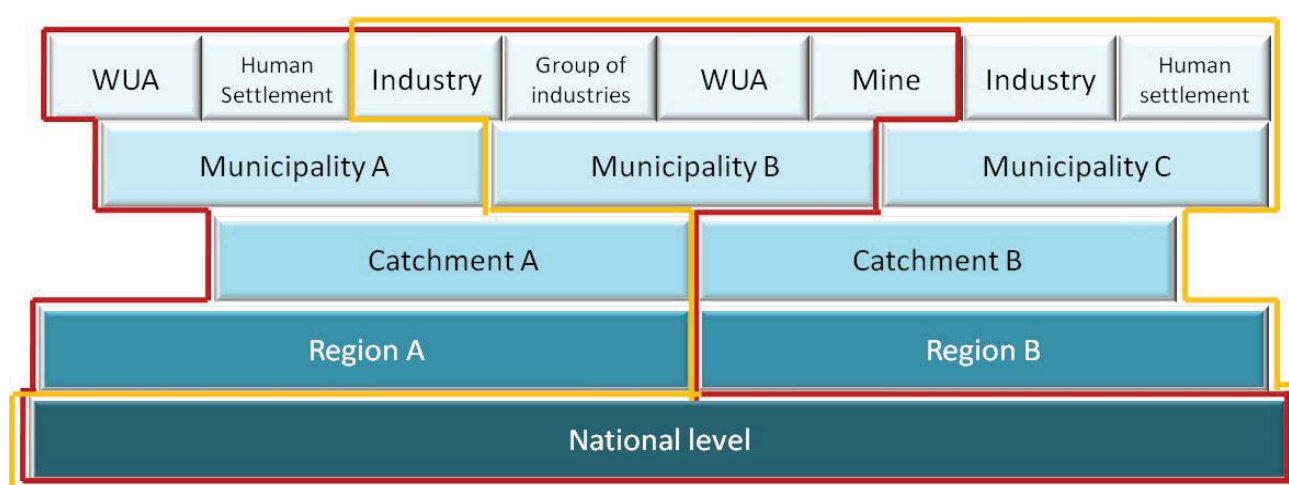 WUA
Human
Settlement
Industry
Group of
industries
WUA
Mine
Industry
Human
settlement
Municipality A
Municipality B
Municipality C
Catchment A
Catchment B
Region A
Region B
National level